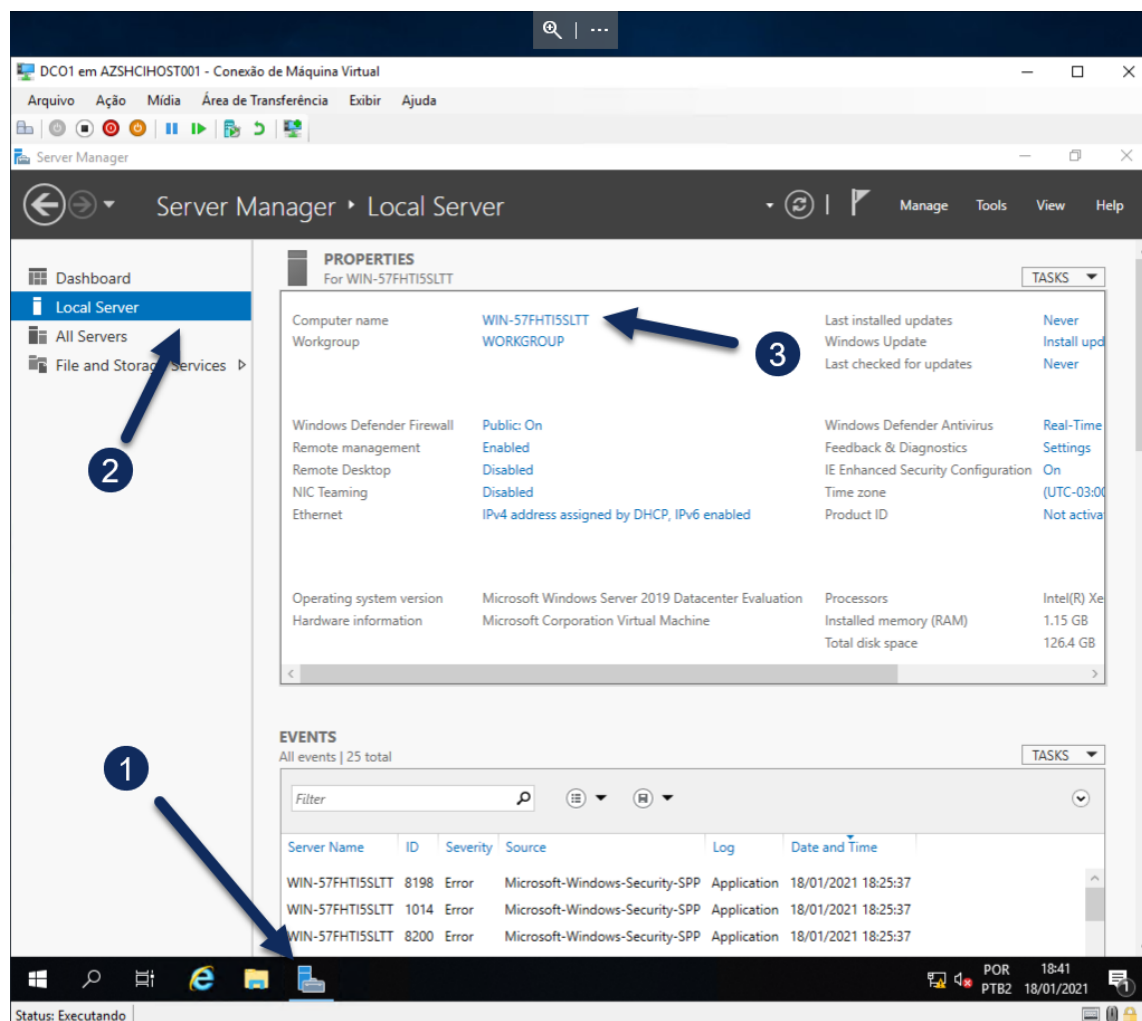 DCO1 em AZSHCIHOST001 - Conexão de Máquina Virtual
Arquivo Ação Mídia Área de Transferência Exibir Ajuda
Server Manager
Server Manager Local Server
Manage Tools View Help
Dashboard
Local Server
All Servers
File and Storage Services
2
PROPERTIES
For WIN-57FHTI5SLTT
TASKS
Computer name WIN-57FHTI5SLTT Last installed updates Never
Workgroup WORKGROUP Windows Update Install upd
Last checked for updates Never
3
Windows Defender Firewall Public: On Windows Defender Antivirus Real-Time
Remote management Enabled Feedback & Diagnostics Settings
Remote Desktop Disabled IE Enhanced Security Configuration On
NIC Teaming Disabled Time zone (UTC-03:00
Ethernet IPv4 address assigned by DHCP, IPv6 enabled Product ID Not activa
Operating system version Microsoft Windows Server 2019 Datacenter Evaluation Processors Intel(R) Xe
Hardware information Microsoft Corporation Virtual Machine Installed memory (RAM) 1.15 GB
Total disk space 126.4 GB
1
EVENTS
All events | 25 total
TASKS
Filter
Server Name ID Severity Source Log Date and Time
WIN-57FHTI5SLTT 8198 Error Microsoft-Windows-Security-SPP Application 18/01/2021 18:25:37
WIN-57FHTI5SLTT 1014 Error Microsoft-Windows-Security-SPP Application 18/01/2021 18:25:37
WIN-57FHTI5SLTT 8200 Error Microsoft-Windows-Security-SPP Application 18/01/2021 18:25:37
POR 18:41
PTB2 18/01/2021 1
Status: Executando